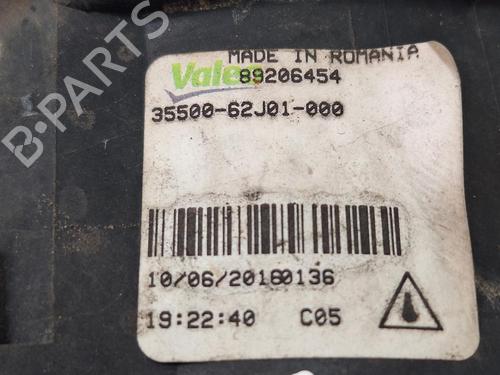 MADE IN ROMANIA
Valeo
89206454
35500-62J01-000
10/06/20180136
19:22:40 C05
B-PARTS